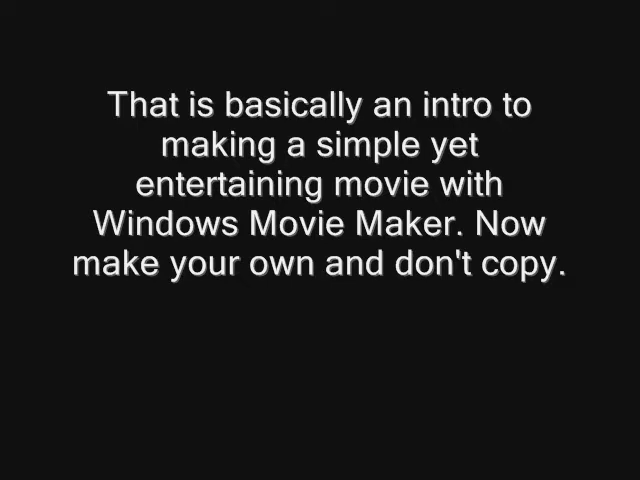 That is basically an intro to
making a simple yet
entertaining movie with
Windows Movie Maker. Now
make your own and don't copy.